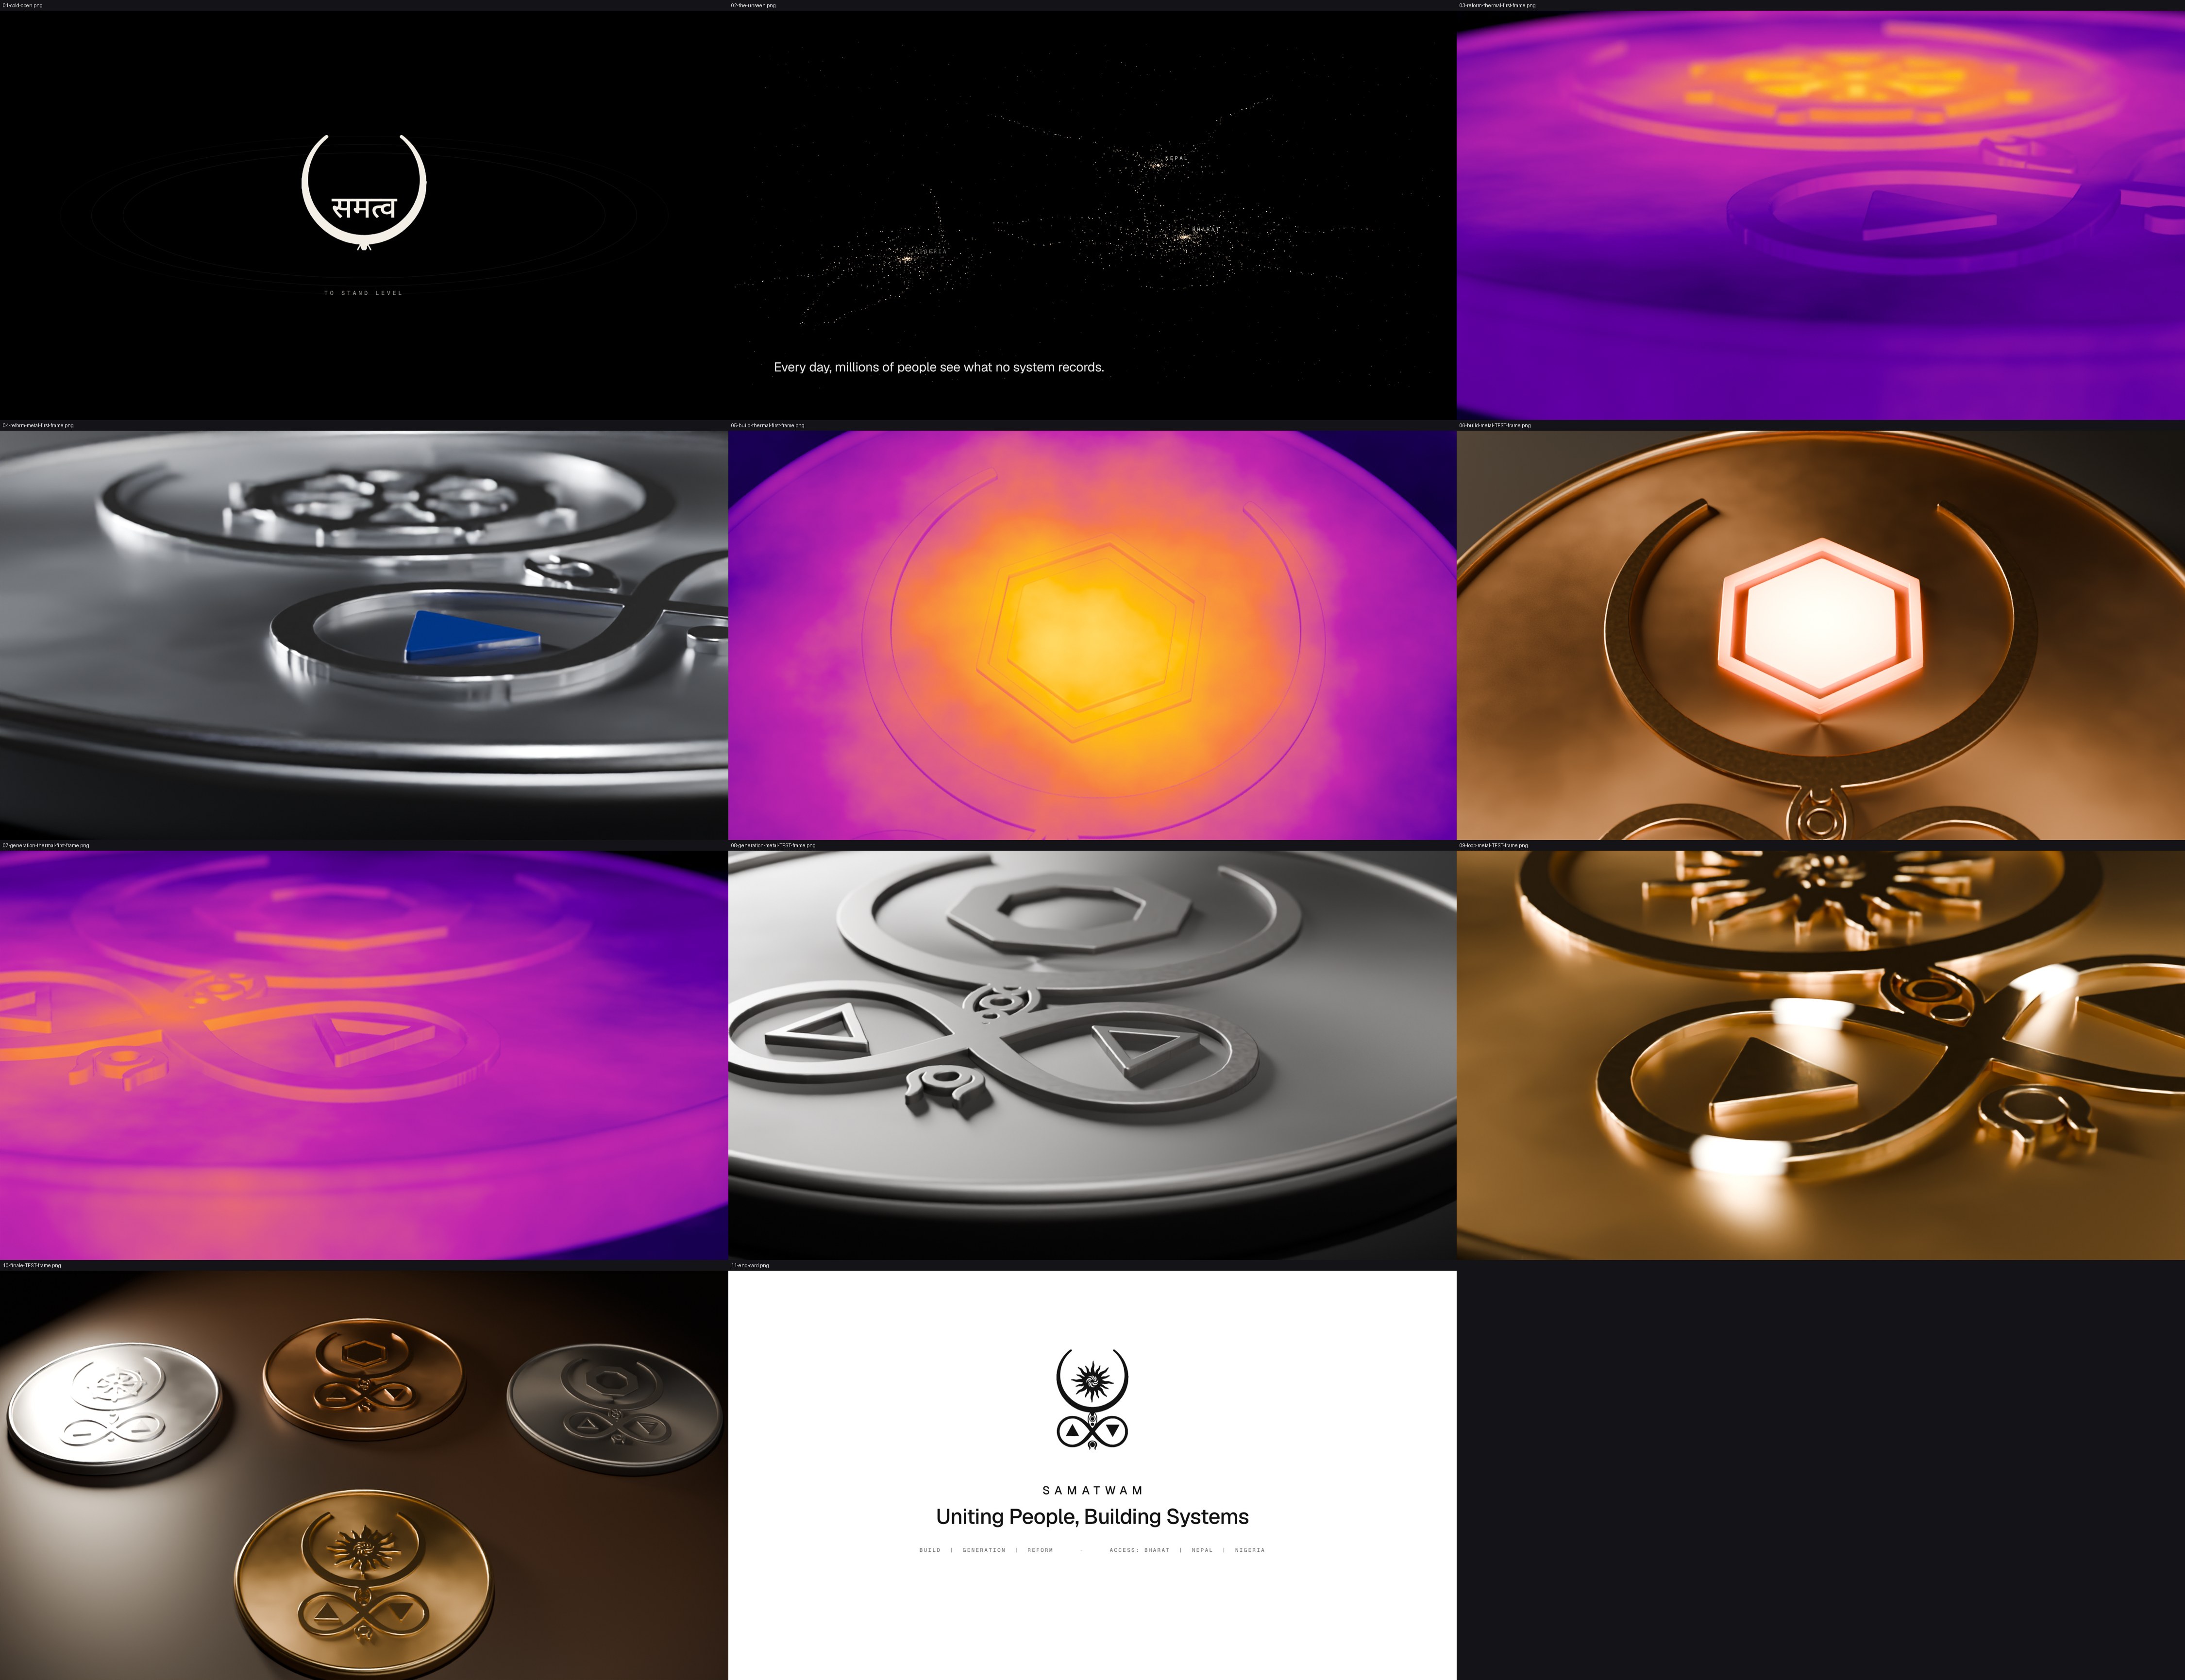 01-cold-open.png
02-the-unseen.png
03-reform-thermal-first-frame.png
समत्व
TO STAND LEVEL
NEPAL
BHARAT
NIGERIA
Every day, millions of people see what no system records.
04-reform-metal-first-frame.png
05-build-thermal-first-frame.png
06-build-metal-TEST-frame.png
07-generation-thermal-first-frame.png
08-generation-metal-TEST-frame.png
09-loop-metal-TEST-frame.png
10-finale-TEST-frame.png
11-end-card.png
SAMATWAM
Uniting People, Building Systems
BUILD | GENERATION | REFORM · ACCESS: BHARAT | NEPAL | NIGERIA